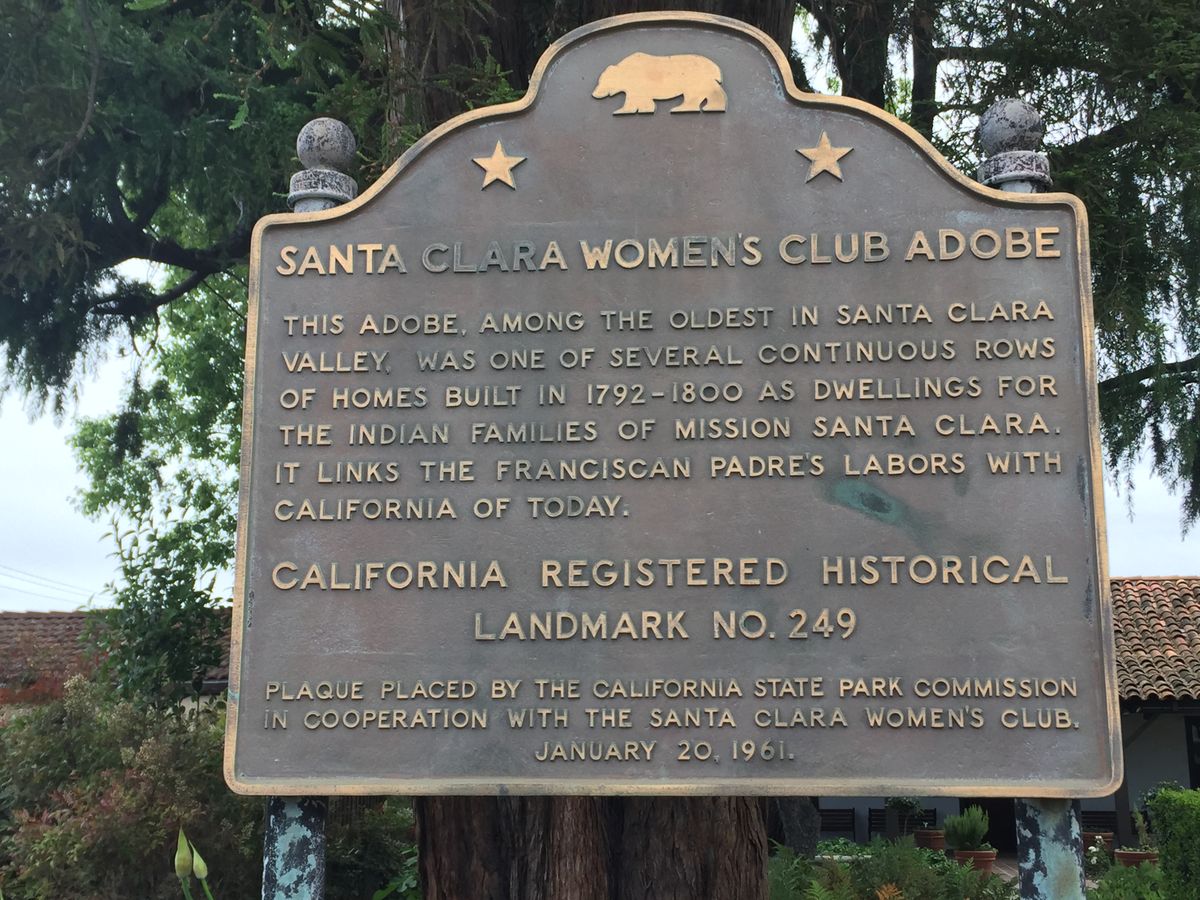 SANTA CLARA WOMEN'S CLUB ADOBE
THIS ADOBE, AMONG THE OLDEST IN SANTA CLARA
VALLEY, WAS ONE OF SEVERAL CONTINUOUS ROWS
OF HOMES BUILT IN 1792-1800 AS DWELLINGS FOR
THE INDIAN FAMILIES OF MISSION SANTA CLARA.
IT LINKS THE FRANCISCAN PADRE'S LABORS WITH
CALIFORNIA OF TODAY.
CALIFORNIA REGISTERED HISTORICAL
LANDMARK NO. 249
PLAQUE PLACED BY THE CALIFORNIA STATE PARK COMMISSION
IN COOPERATION WITH THE SANTA CLARA WOMEN'S CLUB.
JANUARY 20, 1961.